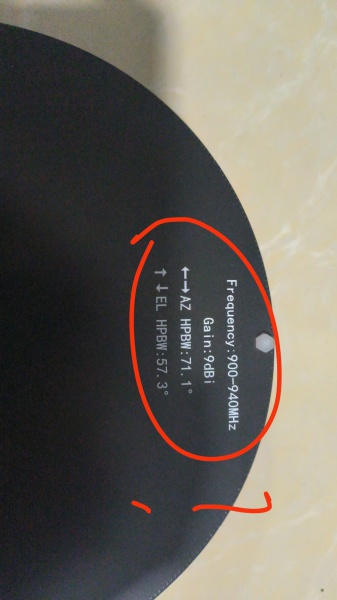 Frequency:900-940MHz
Gain:9dBi
←→AZ HPBW:71.1°
↑↓EL HPBW:57.3°